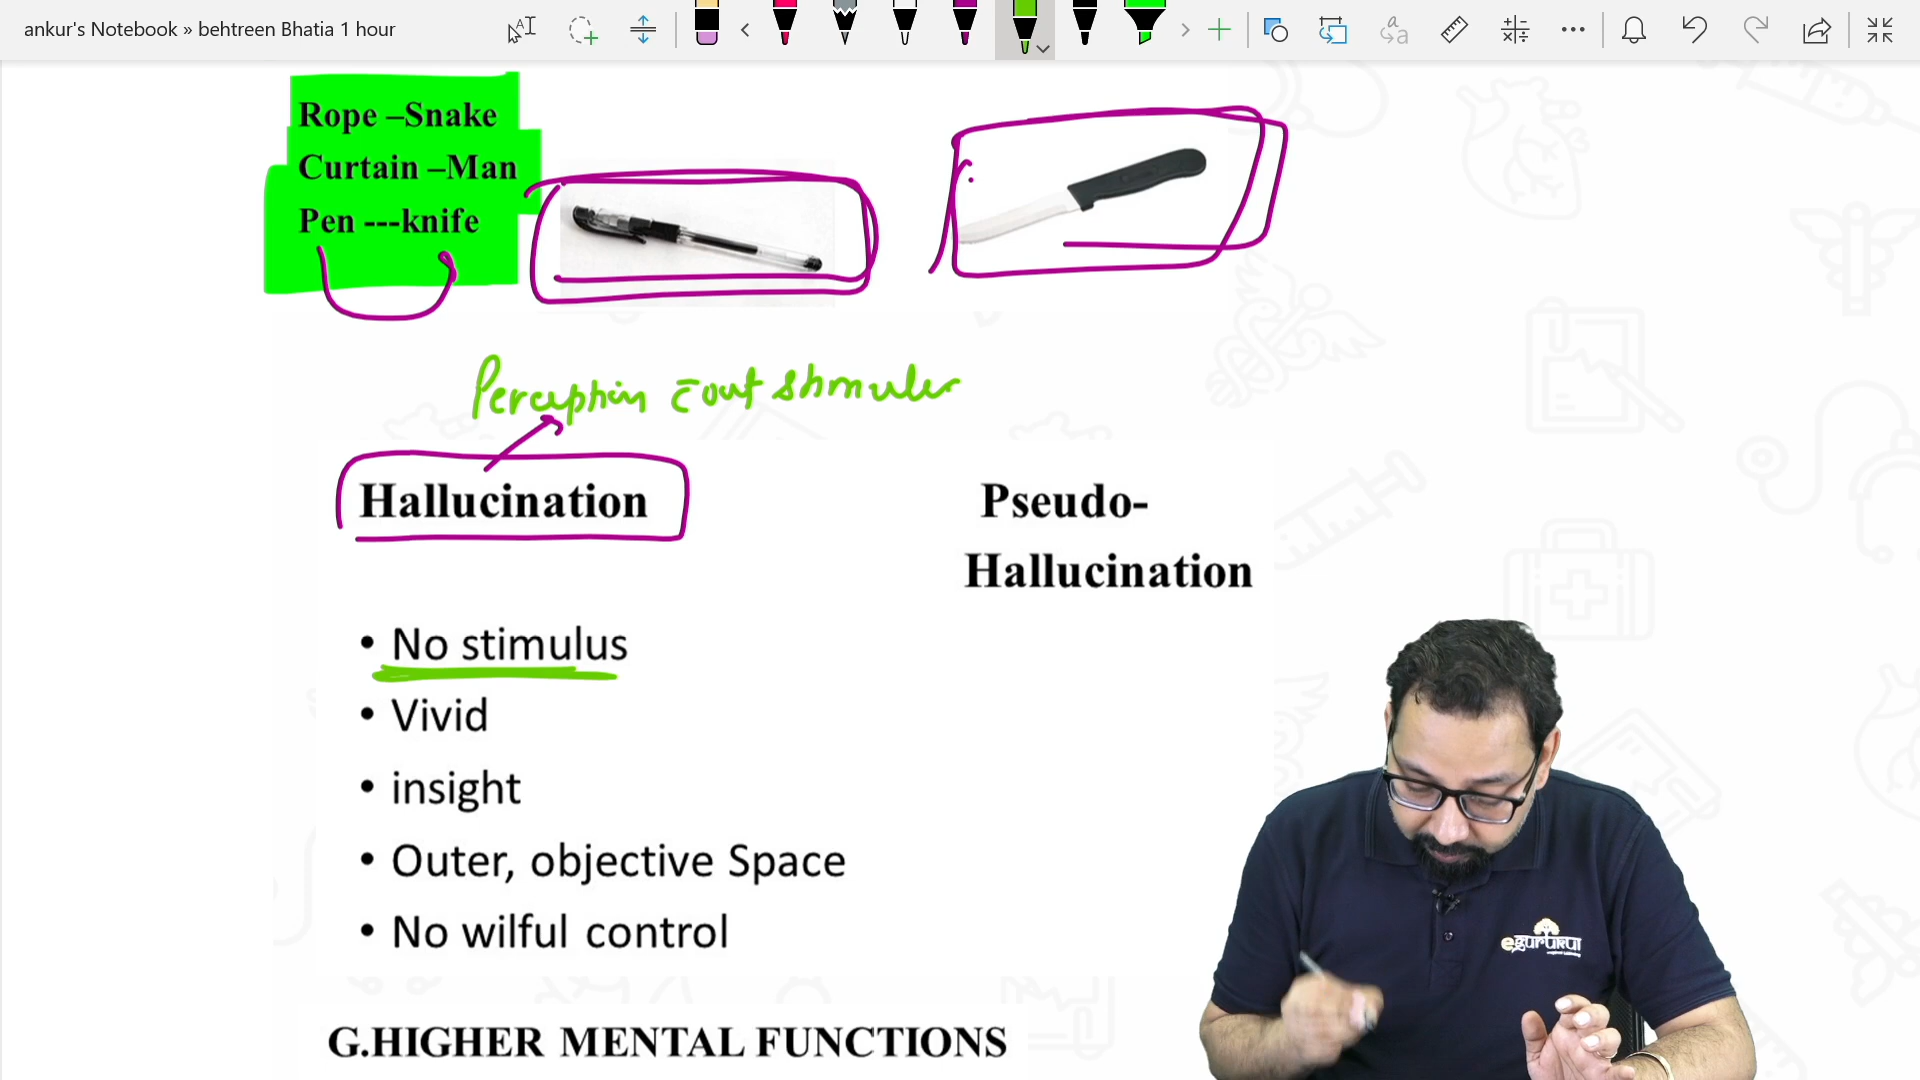 ankur's Notebook » behtreen Bhatia 1 hour
Rope –Snake
Curtain –Man
Pen ---knife
Perception c̄out stimulus
Hallucination
Pseudo-
Hallucination
• No stimulus
• Vivid
• insight
• Outer, objective Space
• No wilful control
egurukul
G.HIGHER MENTAL FUNCTIONS